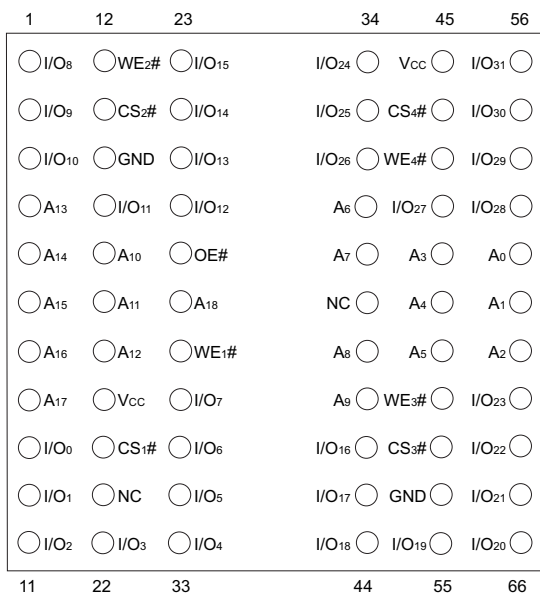 1 12 23 34 45 56
I/O8 WE2# I/O15 I/O24 VCC I/O31
I/O9 CS2# I/O14 I/O25 CS4# I/O30
I/O10 GND I/O13 I/O26 WE4# I/O29
A13 I/O11 I/O12 A6 I/O27 I/O28
A14 A10 OE# A7 A3 A0
A15 A11 A18 NC A4 A1
A16 A12 WE1# A8 A5 A2
A17 VCC I/O7 A9 WE3# I/O23
I/O0 CS1# I/O6 I/O16 CS3# I/O22
I/O1 NC I/O5 I/O17 GND I/O21
I/O2 I/O3 I/O4 I/O18 I/O19 I/O20
11 22 33 44 55 66